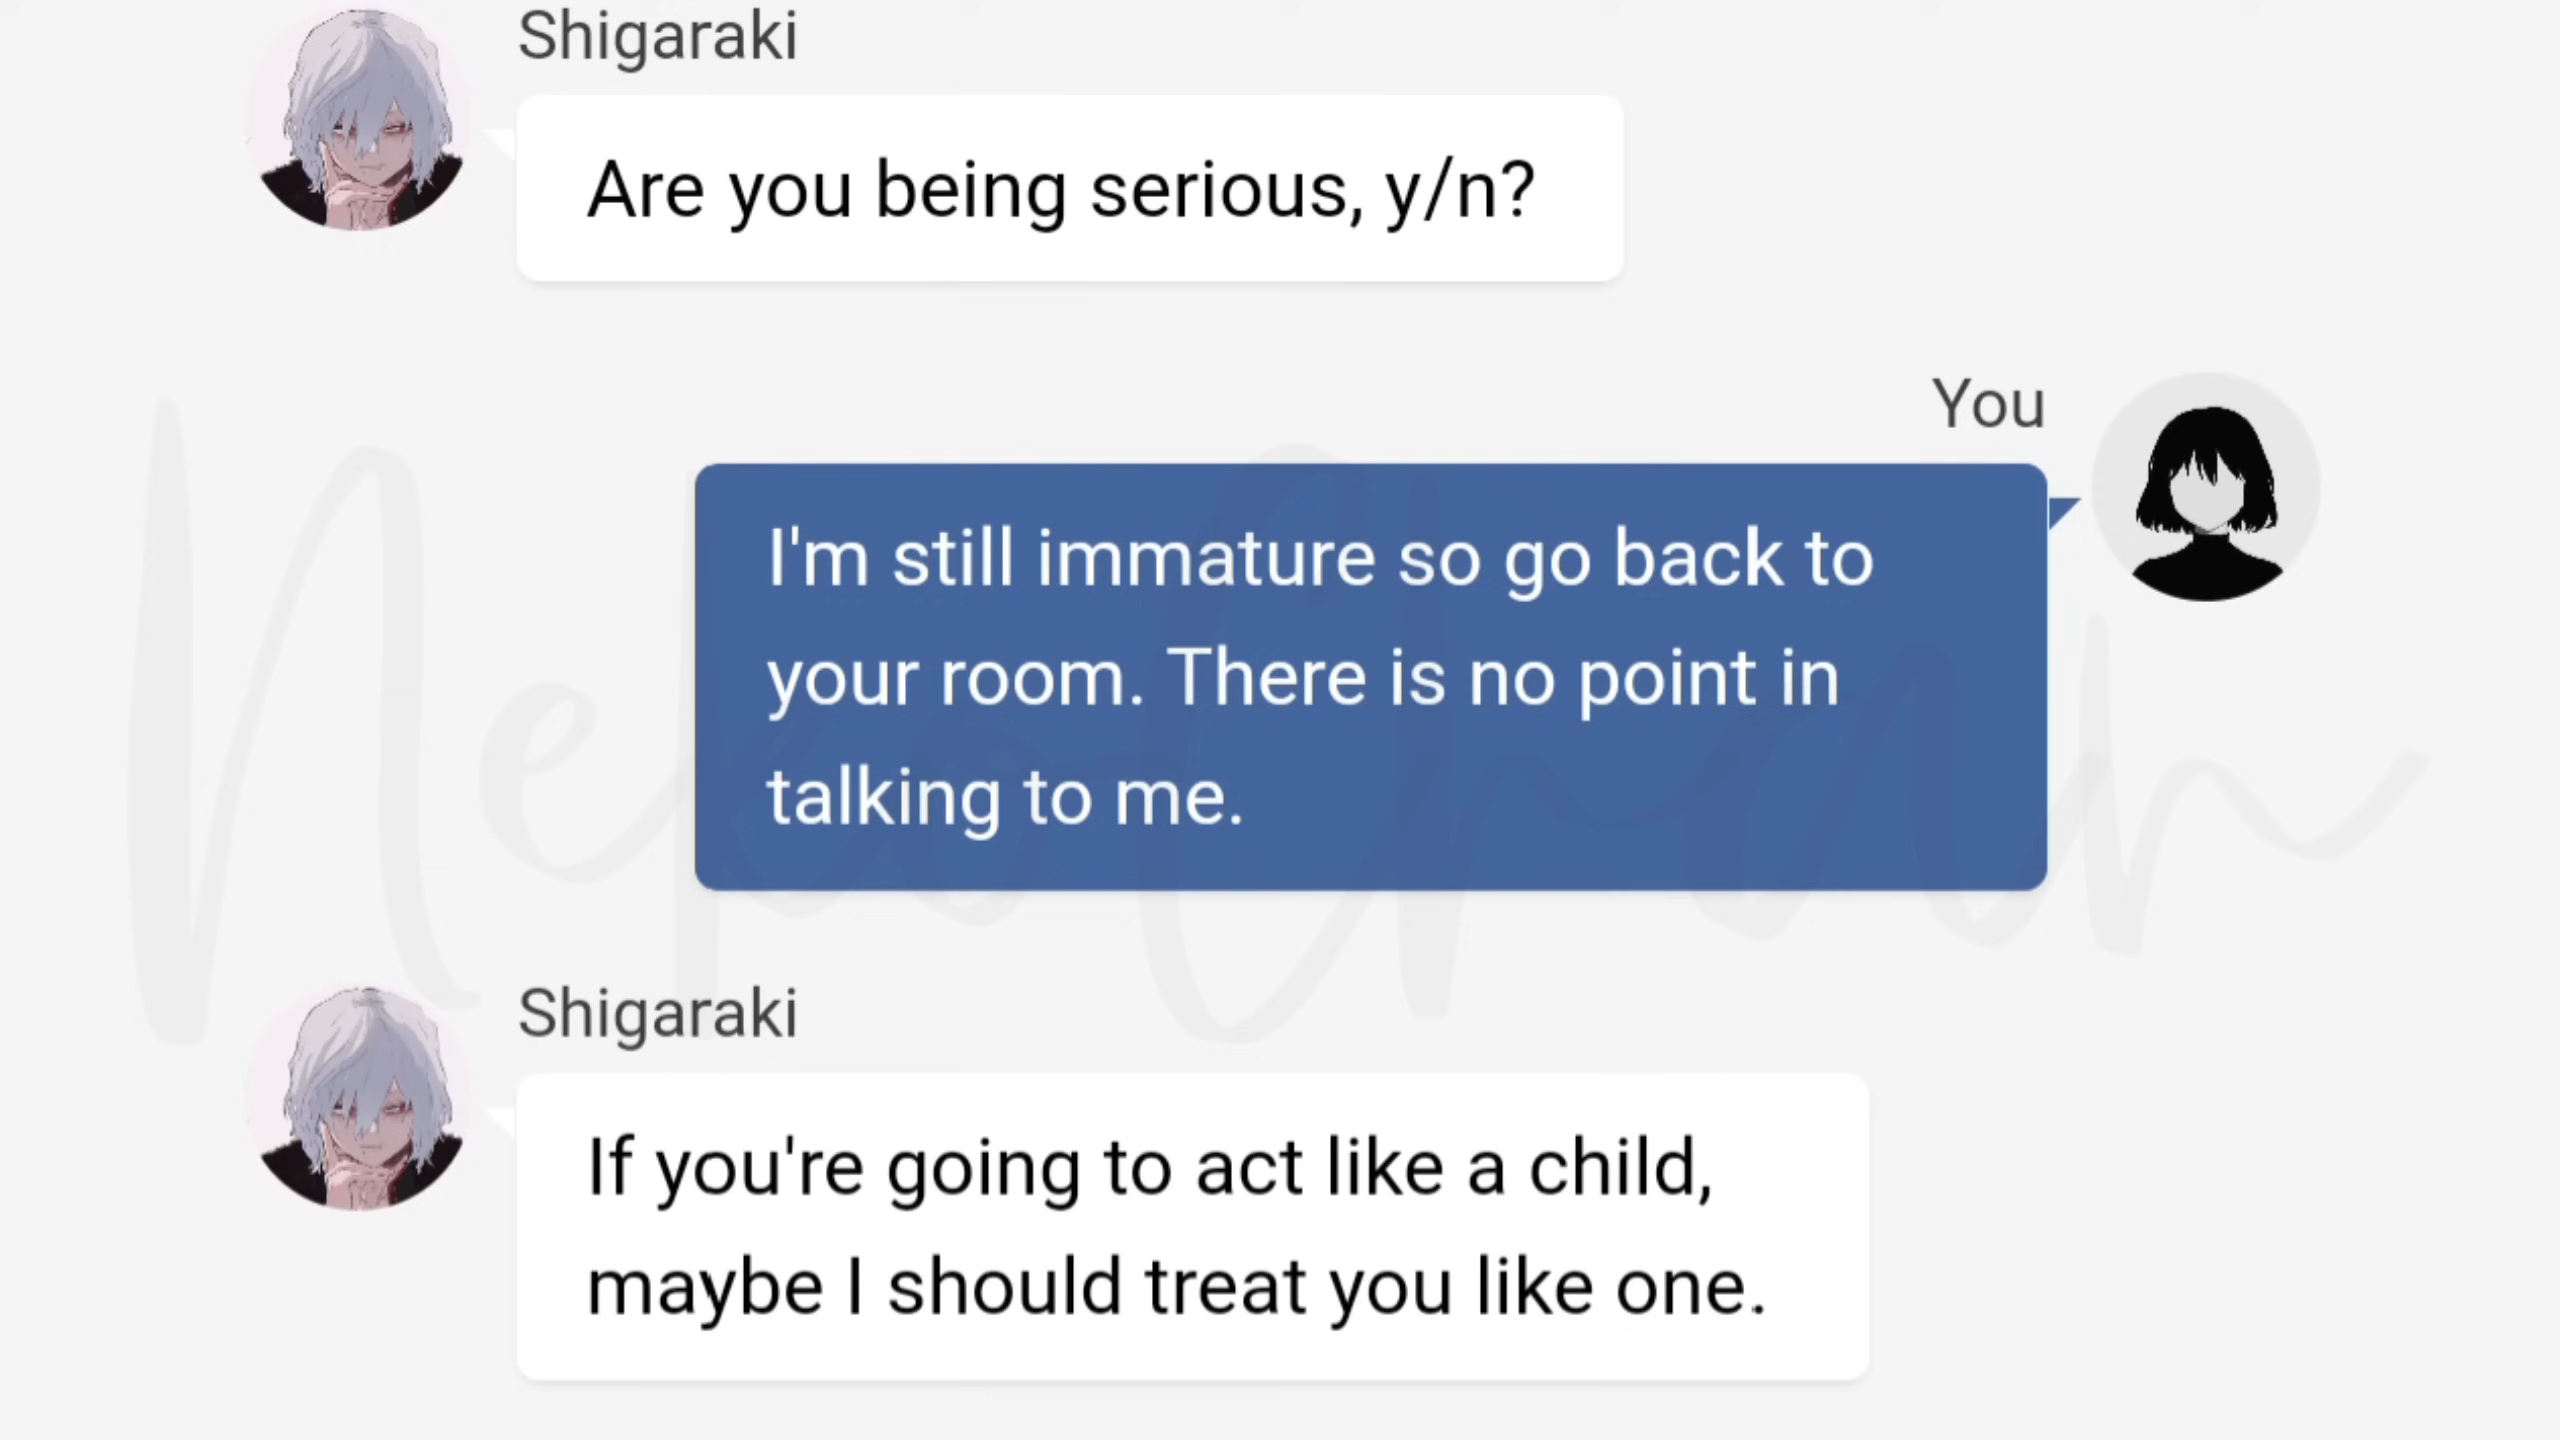 Shigaraki
Are you being serious, y/n?
You
I'm still immature so go back to
your room. There is no point in
talking to me.
Shigaraki
If you're going to act like a child,
maybe I should treat you like one.